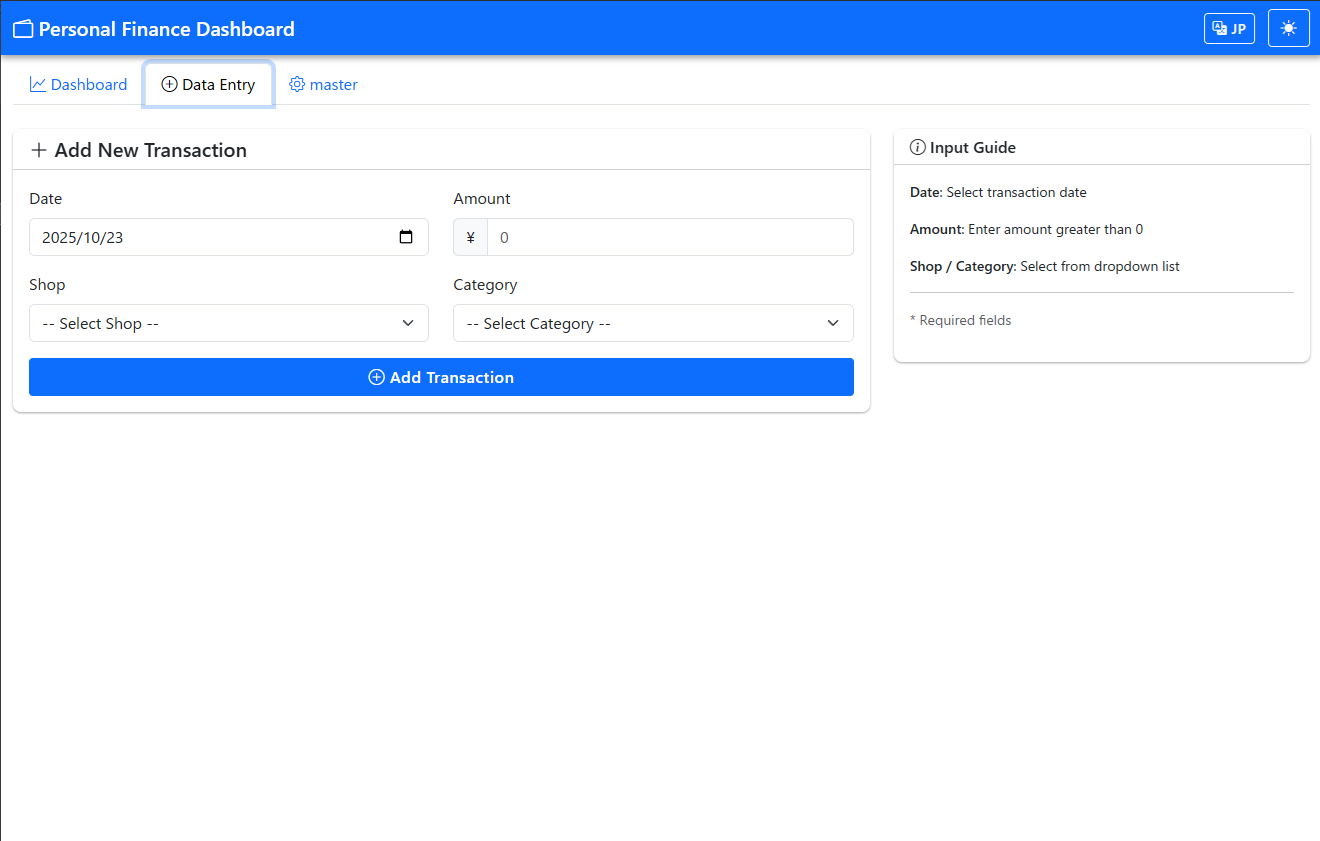 Personal Finance Dashboard
JP
Dashboard
Data Entry
master
Add New Transaction
Date
Amount
2025/10/23
¥ 0
Shop
Category
-- Select Shop --
-- Select Category --
Add Transaction
Input Guide
Date: Select transaction date
Amount: Enter amount greater than 0
Shop / Category: Select from dropdown list
* Required fields